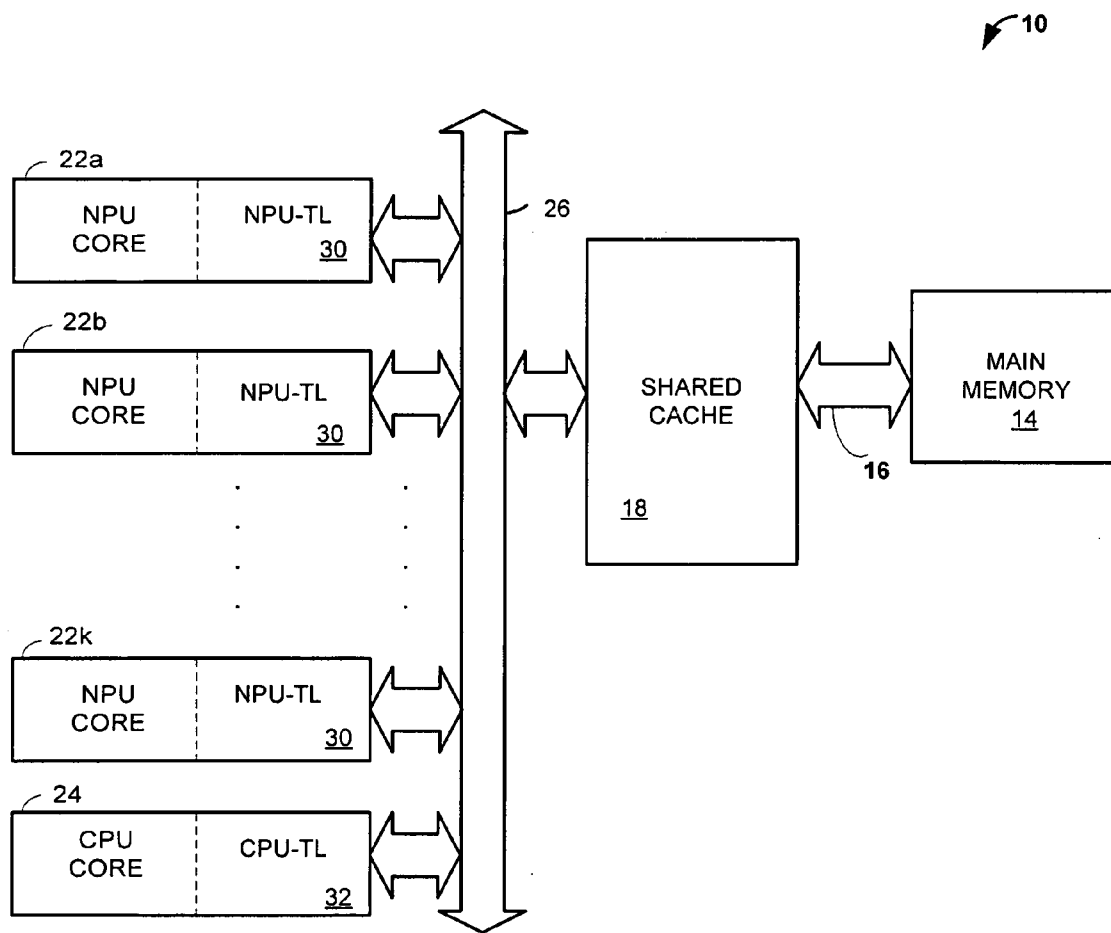 10
22a
NPU
CORE
NPU-TL
30
26
22b
NPU
CORE
NPU-TL
30
SHARED
CACHE
18
MAIN
MEMORY
14
16
22k
NPU
CORE
NPU-TL
30
24
CPU
CORE
CPU-TL
32